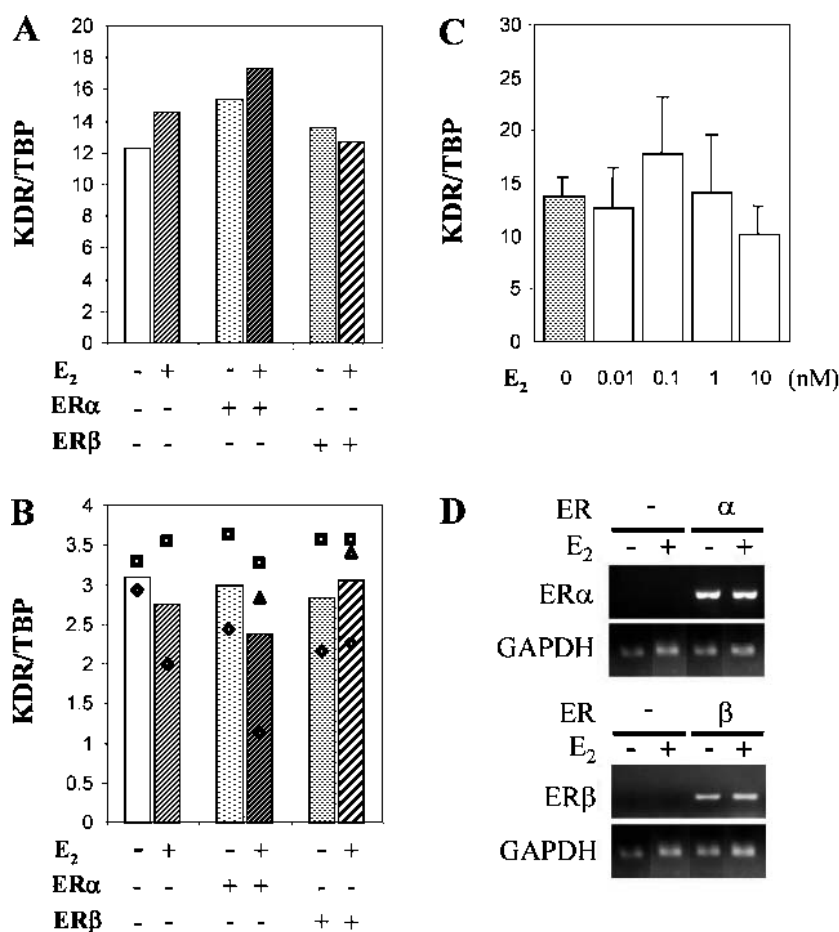 A
KDR/TBP
20
18
16
14
12
10
8
6
4
2
0
E₂ - + - + - +
ERα - - + + - -
ERβ - - - - + +
B
KDR/TBP
4
3.5
3
2.5
2
1.5
1
0.5
0
E₂ - + - + - +
ERα - - + + - -
ERβ - - - - + +
C
KDR/TBP
30
25
20
15
10
15
0
E₂ 0 0.01 0.1 1 10 (nM)
D
ER - α
E₂ - + - +
ERα
GAPDH
ER - β
E₂ - + - +
ERβ
GAPDH